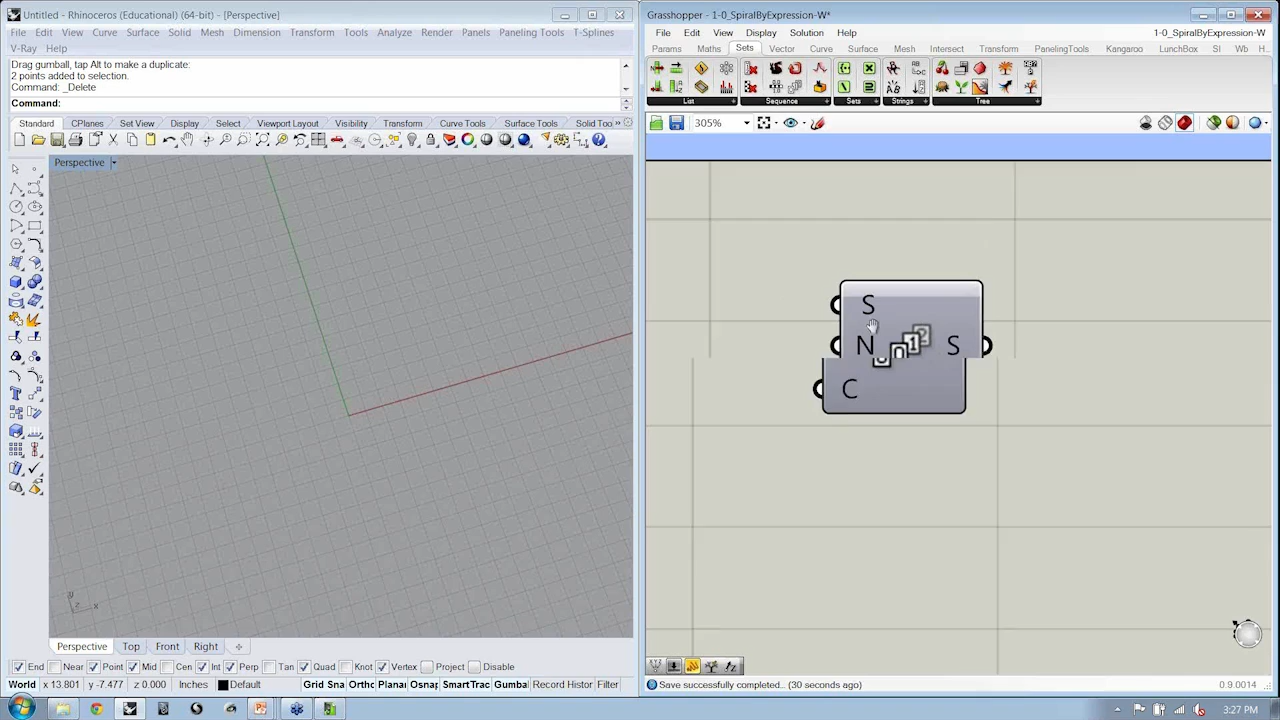 Untitled - Rhinoceros (Educational) (64-bit) - [Perspective]
File Edit View Curve Surface Solid Mesh Dimension Transform Tools Analyze Render Panels Paneling Tools T-Splines
V-Ray Help
Drag gumball, tap Alt to make a duplicate:
2 points added to selection.
Command: _Delete
Command:
Standard CPlanes Set View Display Select Viewport Layout Visibility Transform Curve Tools Surface Tools Solid Too
Perspective
y
z x
Perspective Top Front Right
End Near Point Mid Cen Int Perp Tan Quad Knot Vertex Project Disable
World x 13.801 y -7.477 z 0.000 Inches Default Grid Sna Ortho Planar Osnap SmartTrac Gumba Record Histor Filter
Grasshopper - 1-0_SpiralByExpression-W*
File Edit View Display Solution Help 1-0_SpiralByExpression-W
Params Maths Sets Vector Curve Surface Mesh Intersect Transform PanelingTools Kangaroo LunchBox SI Wb H
List Sequence Sets Strings Tree
305%
S
N S
C
Save successfully completed... (30 seconds ago) 0.9.0014
3:27 PM